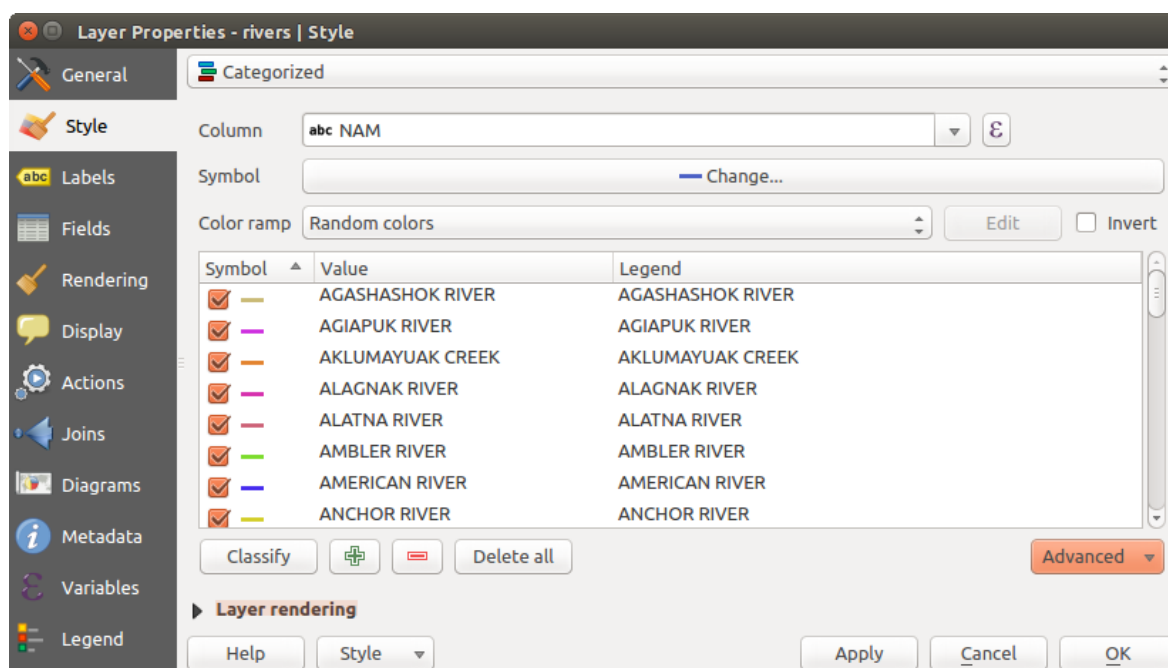 Layer Properties - rivers | Style
General
Style
Labels
Fields
Rendering
Display
Actions
Joins
Diagrams
Metadata
Variables
Legend
Categorized
Column abc NAM ε
Symbol Change...
Color ramp Random colors Edit Invert
Symbol Value Legend
AGASHASHOK RIVER AGASHASHOK RIVER
AGIAPUK RIVER AGIAPUK RIVER
AKLUMAYUAK CREEK AKLUMAYUAK CREEK
ALAGNAK RIVER ALAGNAK RIVER
ALATNA RIVER ALATNA RIVER
AMBLER RIVER AMBLER RIVER
AMERICAN RIVER AMERICAN RIVER
ANCHOR RIVER ANCHOR RIVER
Classify Delete all Advanced
Layer rendering
Help Style Apply Cancel OK